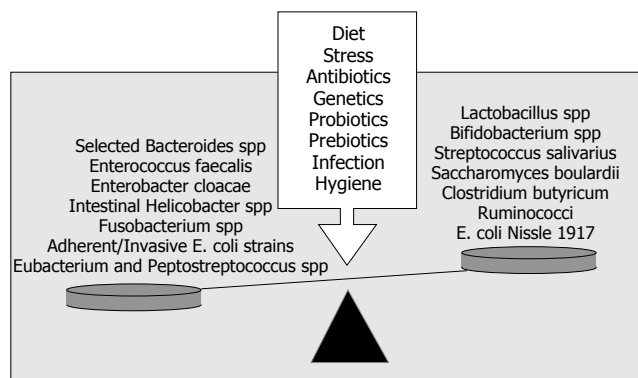 Diet
Stress
Antibiotics
Genetics
Probiotics
Prebiotics
Infection
Hygiene
Selected Bacteroides spp
Enterococcus faecalis
Enterobacter cloacae
Intestinal Helicobacter spp
Fusobacterium spp
Adherent/Invasive E. coli strains
Eubacterium and Peptostreptococcus spp
Lactobacillus spp
Bifidobacterium spp
Streptococcus salivarius
Saccharomyces boulardii
Clostridium butyricum
Ruminococci
E. coli Nissle 1917